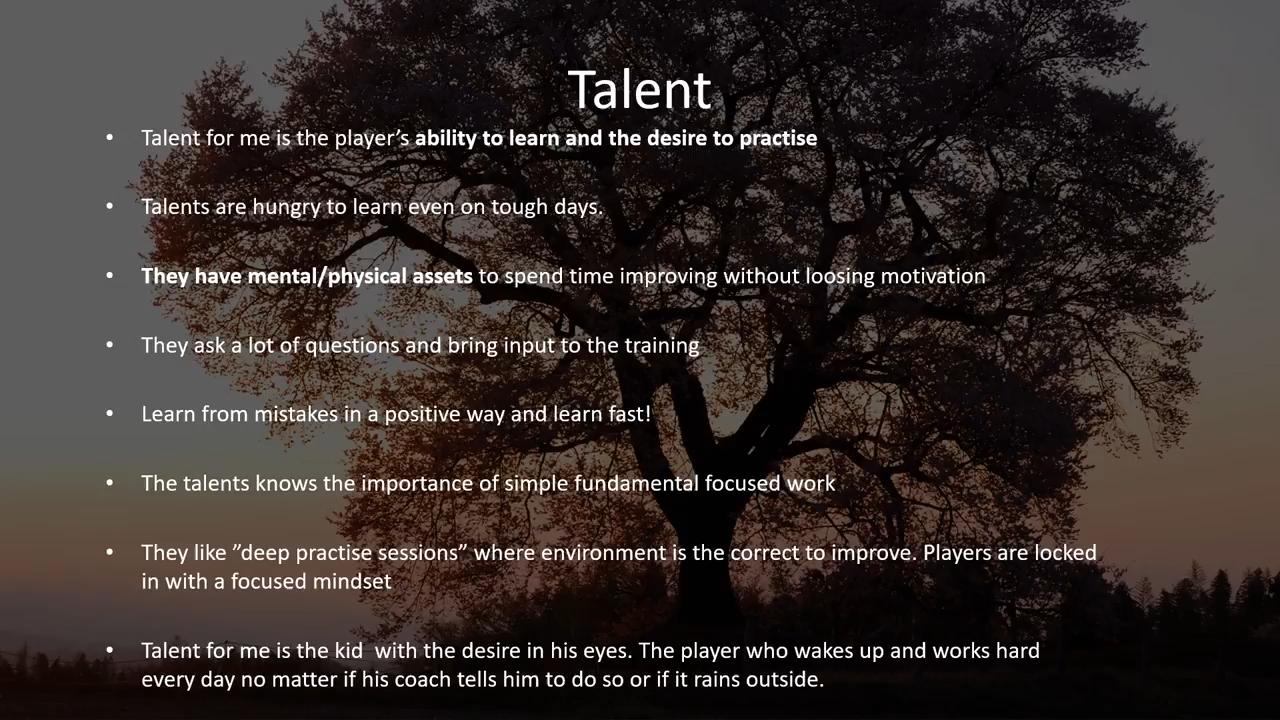 Talent
• Talent for me is the player’s ability to learn and the desire to practise
• Talents are hungry to learn even on tough days.
• They have mental/physical assets to spend time improving without loosing motivation
• They ask a lot of questions and bring input to the training
• Learn from mistakes in a positive way and learn fast!
• The talents knows the importance of simple fundamental focused work
• They like ”deep practise sessions” where environment is the correct to improve. Players are locked
in with a focused mindset
• Talent for me is the kid  with the desire in his eyes. The player who wakes up and works hard
every day no matter if his coach tells him to do so or if it rains outside.